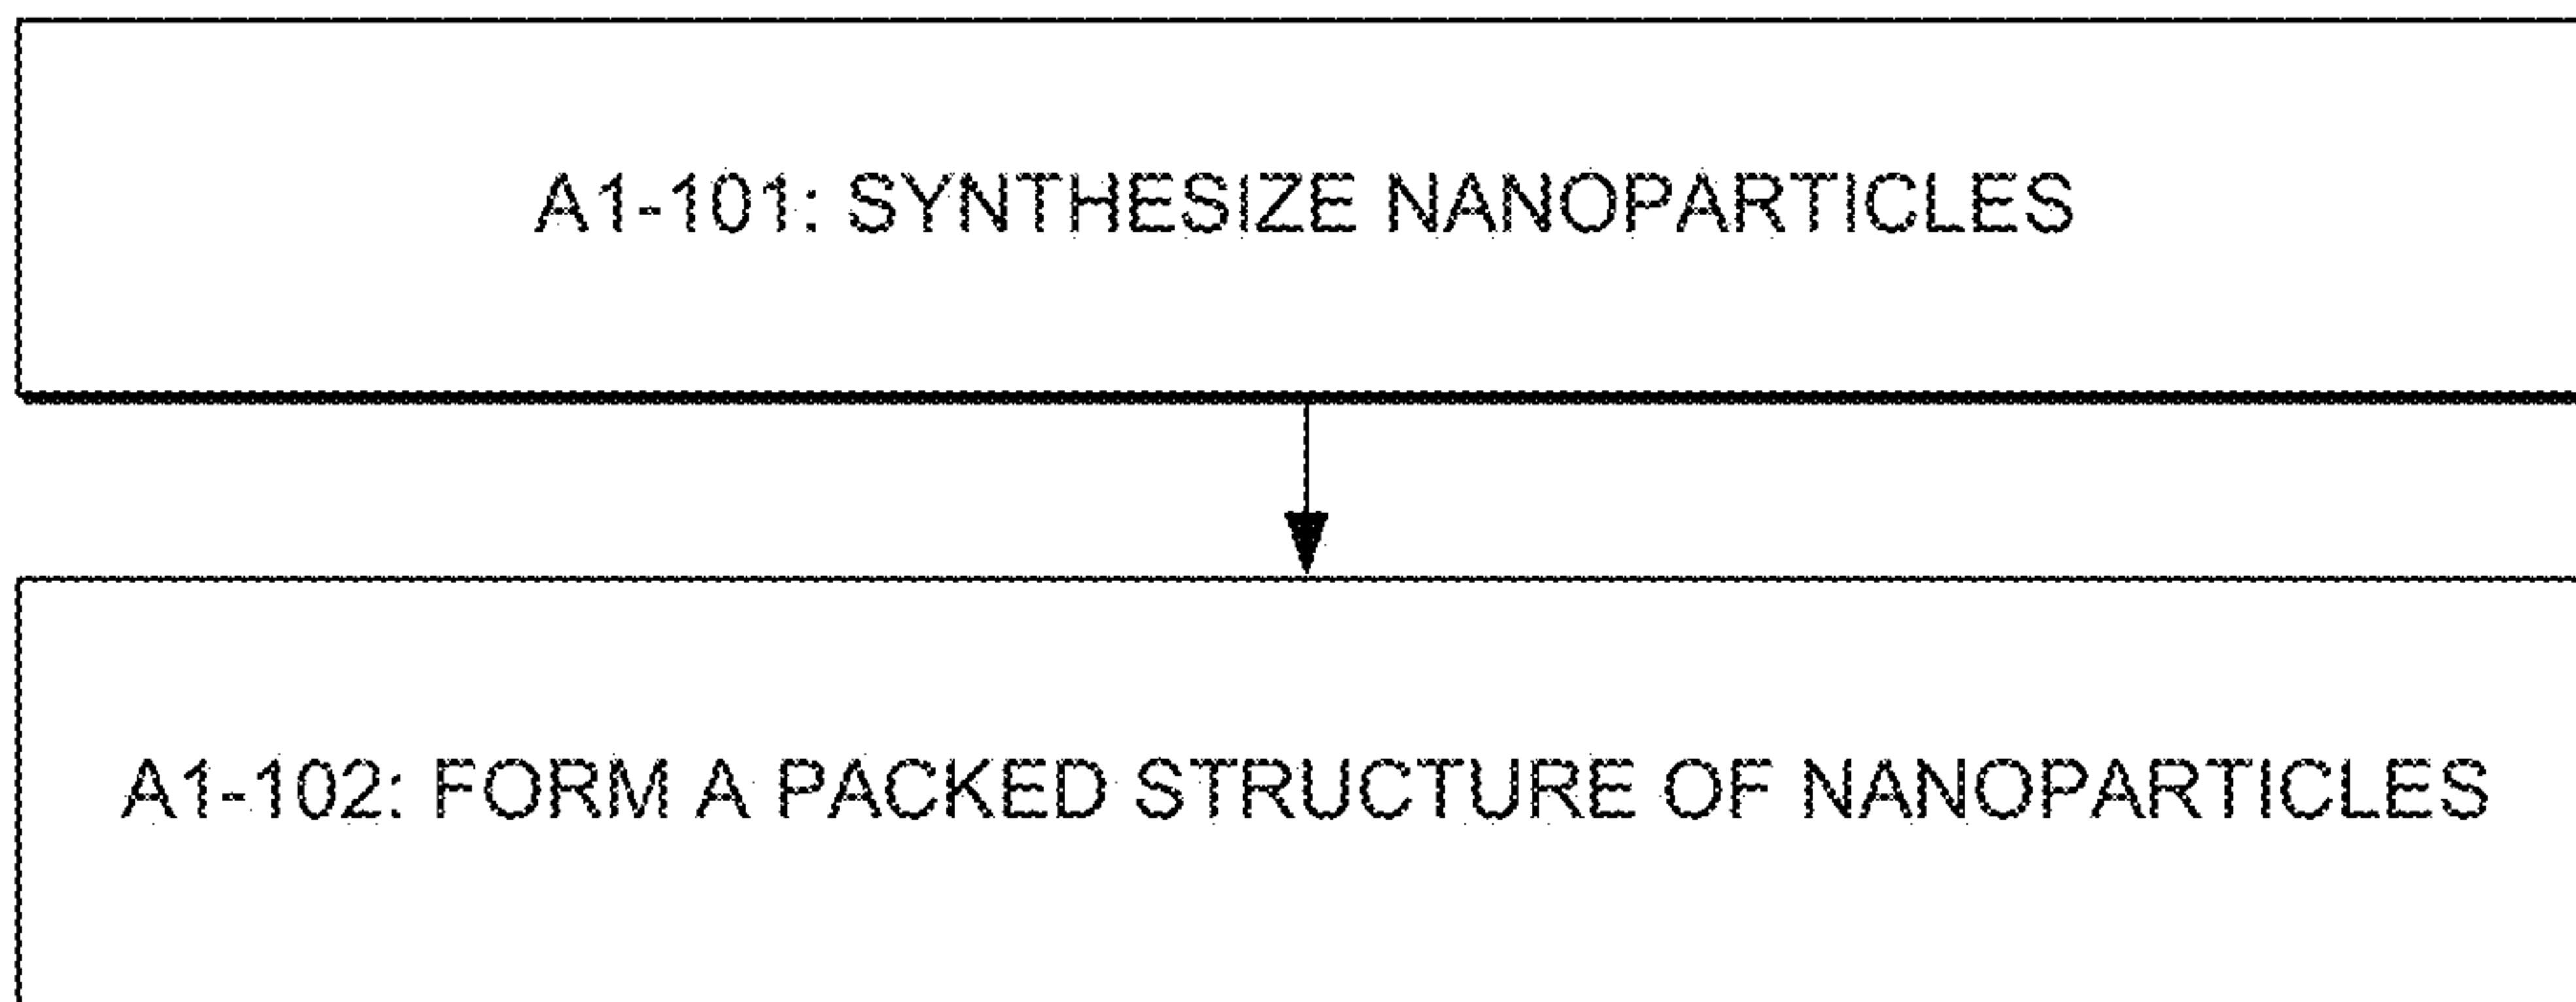 A1-101: SYNTHESIZE NANOPARTICLES
A1-102: FORM A PACKED STRUCTURE OF NANOPARTICLES